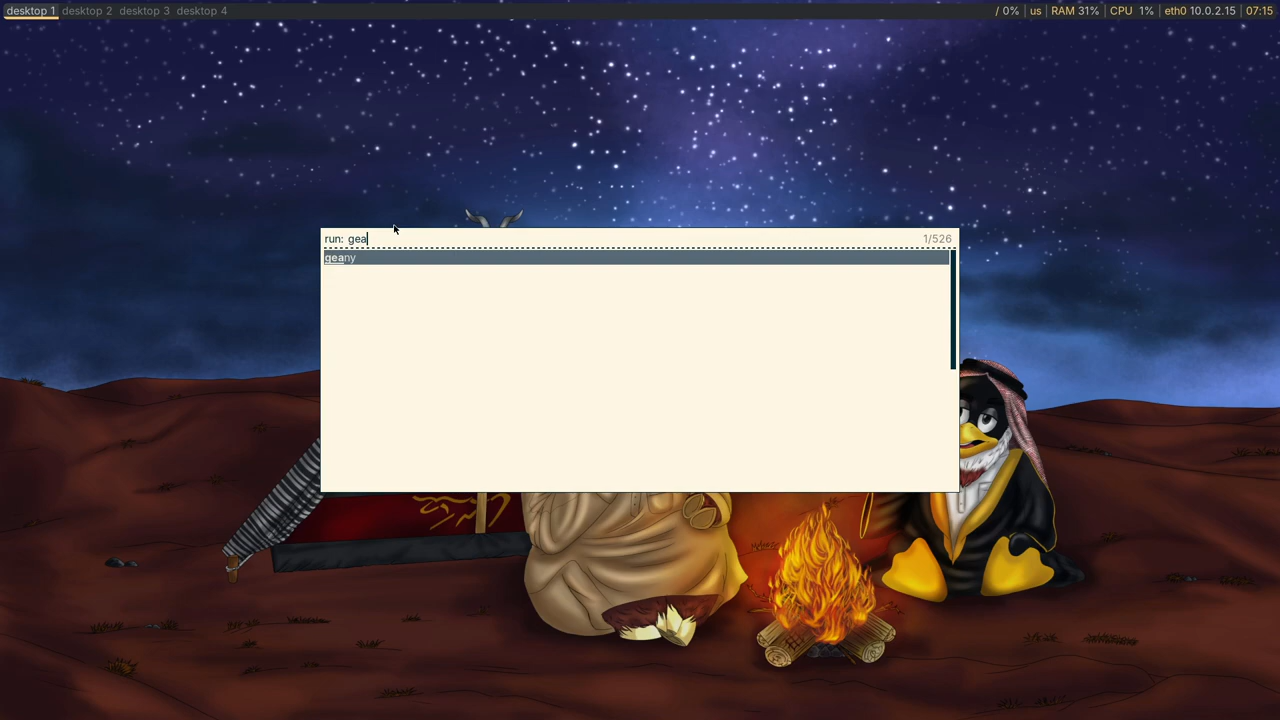 desktop 1 desktop 2 desktop 3 desktop 4 / 0% | us | RAM 31% | CPU 1% | eth0 10.0.2.15 | 07:15
run: gea 1/526
geany